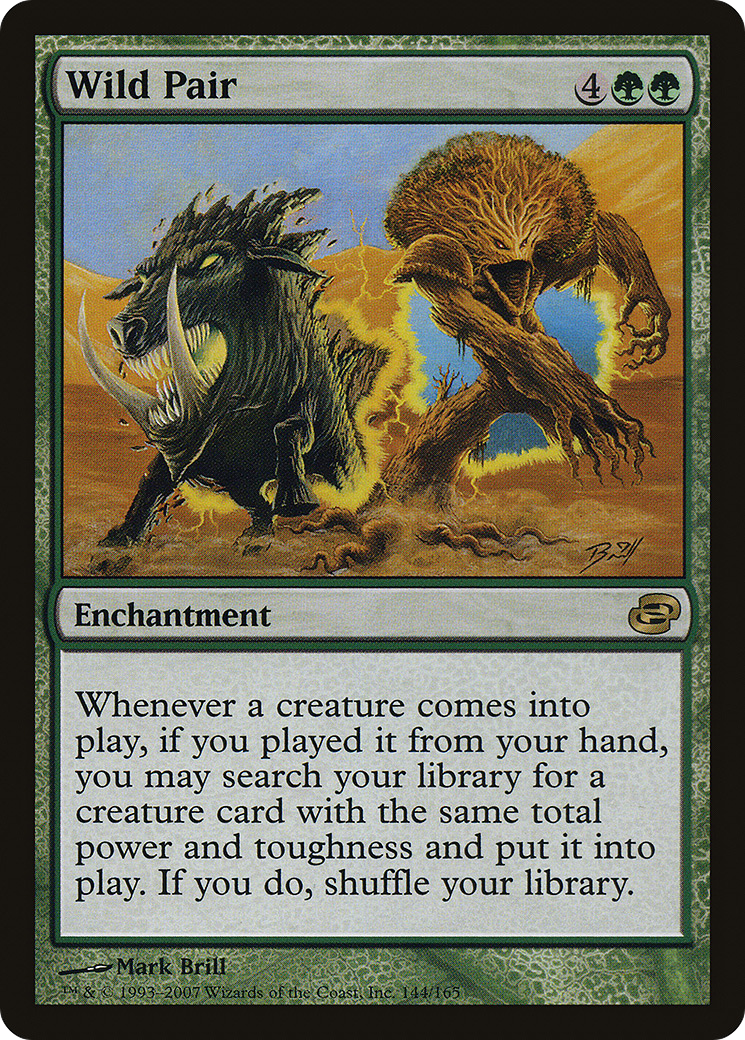 Wild Pair 4
Brill
Enchantment
Whenever a creature comes into
play, if you played it from your hand,
you may search your library for a
creature card with the same total
power and toughness and put it into
play. If you do, shuffle your library.
Mark Brill
™ & © 1993–2007 Wizards of the Coast, Inc. 144/165